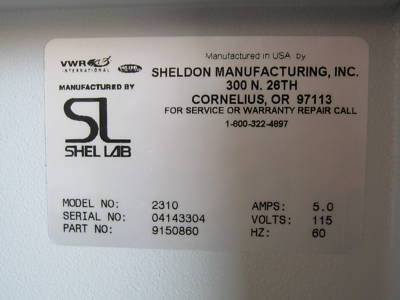 VWR
INTERNATIONAL
Manufactured in USA by
SHELDON MANUFACTURING, INC.
300 N. 26TH
CORNELIUS, OR 97113
FOR SERVICE OR WARRANTY REPAIR CALL
1-800-322-4897
MANUFACTURED BY
SL
SHEL LAB
MODEL NO: 2310
SERIAL NO: 04143304
PART NO: 9150860
AMPS: 5.0
VOLTS: 115
HZ: 60